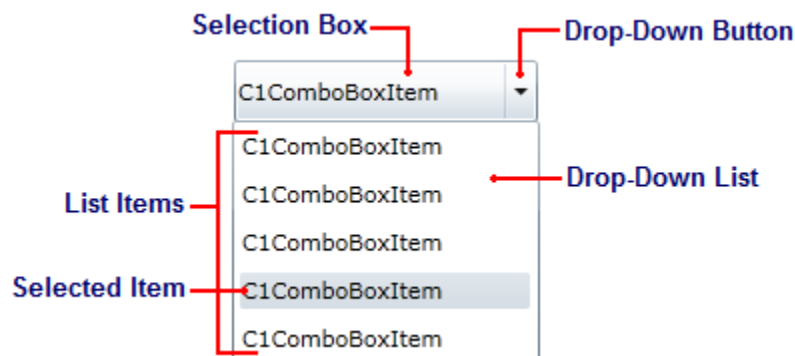 Selection Box
Drop-Down Button
C1ComboBoxItem
C1ComboBoxItem
Drop-Down List
C1ComboBoxItem
List Items
C1ComboBoxItem
Selected Item
C1ComboBoxItem
C1ComboBoxItem